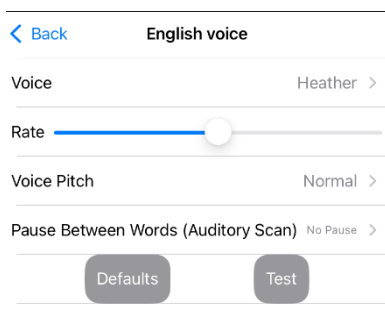 Back English voice
Voice Heather
Rate
Voice Pitch Normal
Pause Between Words (Auditory Scan) No Pause
Defaults Test